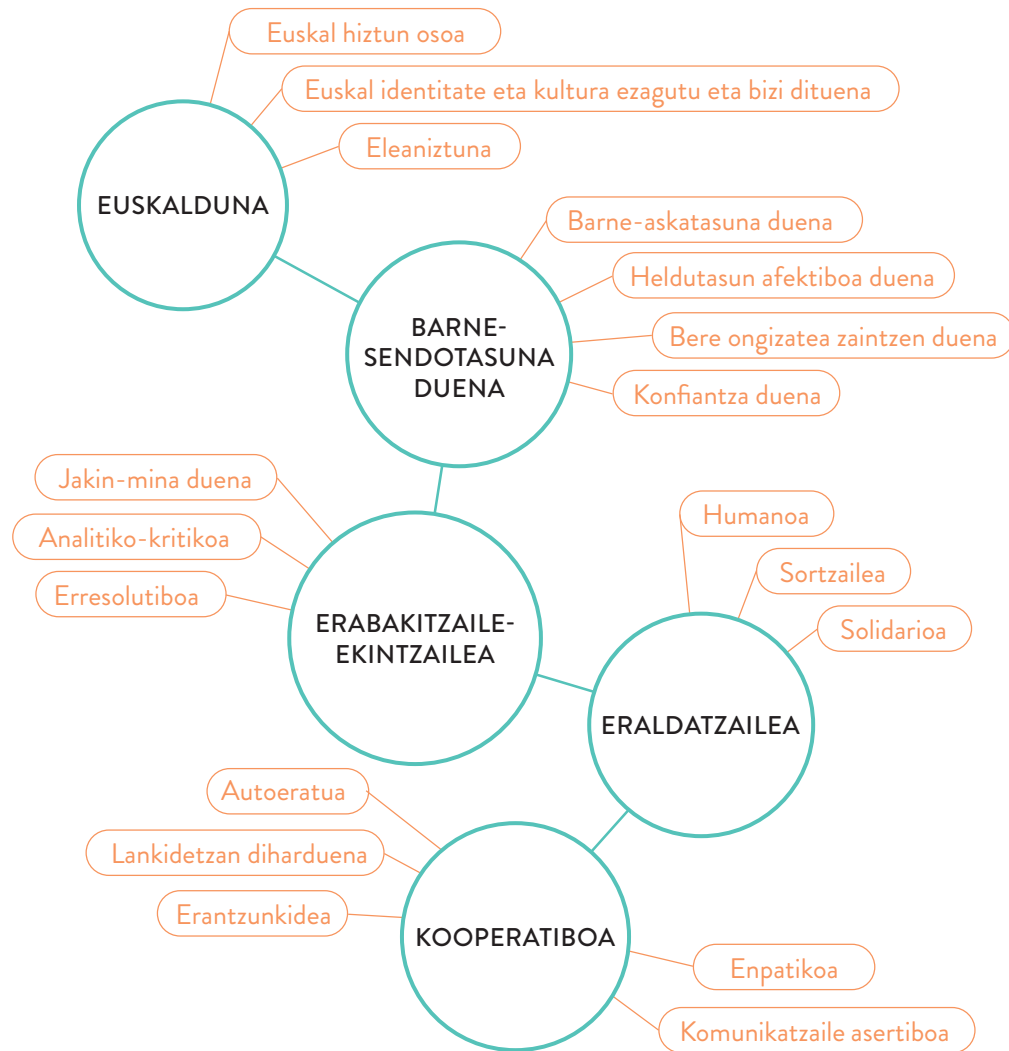 Euskal hiztun osoa
Euskal identitate eta kultura ezagutu eta bizi dituena
Eleaniztuna
EUSKALDUNA
Barne-askatasuna duena
Heldutasun afektiboa duena
Bere ongizatea zaintzen duena
Konfiantza duena
BARNE-
SENDOTASUNA
DUENA
Jakin-mina duena
Analitiko-kritikoa
Erresolutiboa
ERABAKITZAILE-
EKINTZAILEA
Humanoa
Sortzailea
Solidarioa
ERALDATZAILEA
Autoeratua
Lankidetzan diharduena
Erantzunkidea
KOOPERATIBOA
Enpatikoa
Komunikatzaile asertiboa